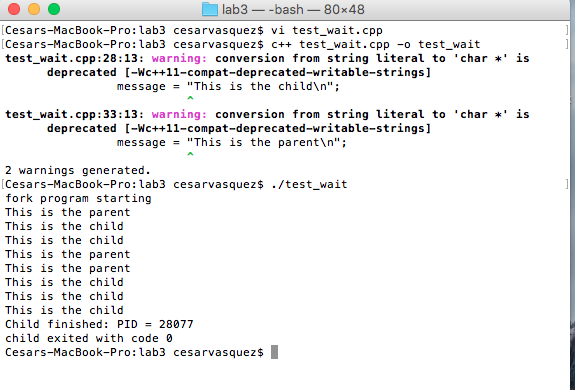 lab3 — -bash — 80×48
[Cesars-MacBook-Pro:lab3 cesarvasquez$ vi test_wait.cpp ]
[Cesars-MacBook-Pro:lab3 cesarvasquez$ c++ test_wait.cpp -o test_wait ]
test_wait.cpp:28:13: warning: conversion from string literal to 'char *' is
deprecated [-Wc++11-compat-deprecated-writable-strings]
message = "This is the child\n";
^
test_wait.cpp:33:13: warning: conversion from string literal to 'char *' is
deprecated [-Wc++11-compat-deprecated-writable-strings]
message = "This is the parent\n";
^
2 warnings generated.
[Cesars-MacBook-Pro:lab3 cesarvasquez$ ./test_wait ]
fork program starting
This is the parent
This is the child
This is the child
This is the parent
This is the parent
This is the child
This is the child
This is the child
Child finished: PID = 28077
child exited with code 0
Cesars-MacBook-Pro:lab3 cesarvasquez$